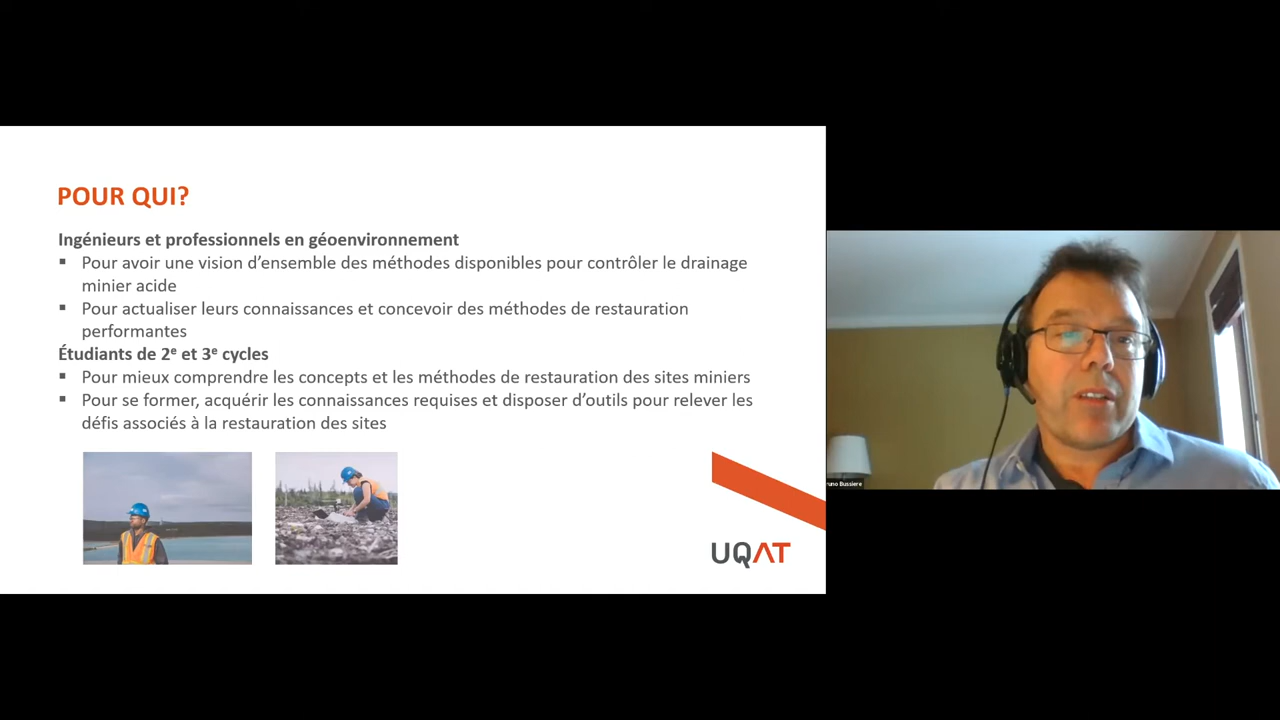 POUR QUI?
Ingénieurs et professionnels en géoenvironnement
▪ Pour avoir une vision d’ensemble des méthodes disponibles pour contrôler le drainage
minier acide
▪ Pour actualiser leurs connaissances et concevoir des méthodes de restauration
performantes
Étudiants de 2e et 3e cycles
▪ Pour mieux comprendre les concepts et les méthodes de restauration des sites miniers
▪ Pour se former, acquérir les connaissances requises et disposer d’outils pour relever les
défis associés à la restauration des sites
UQAT
runo Bussiere